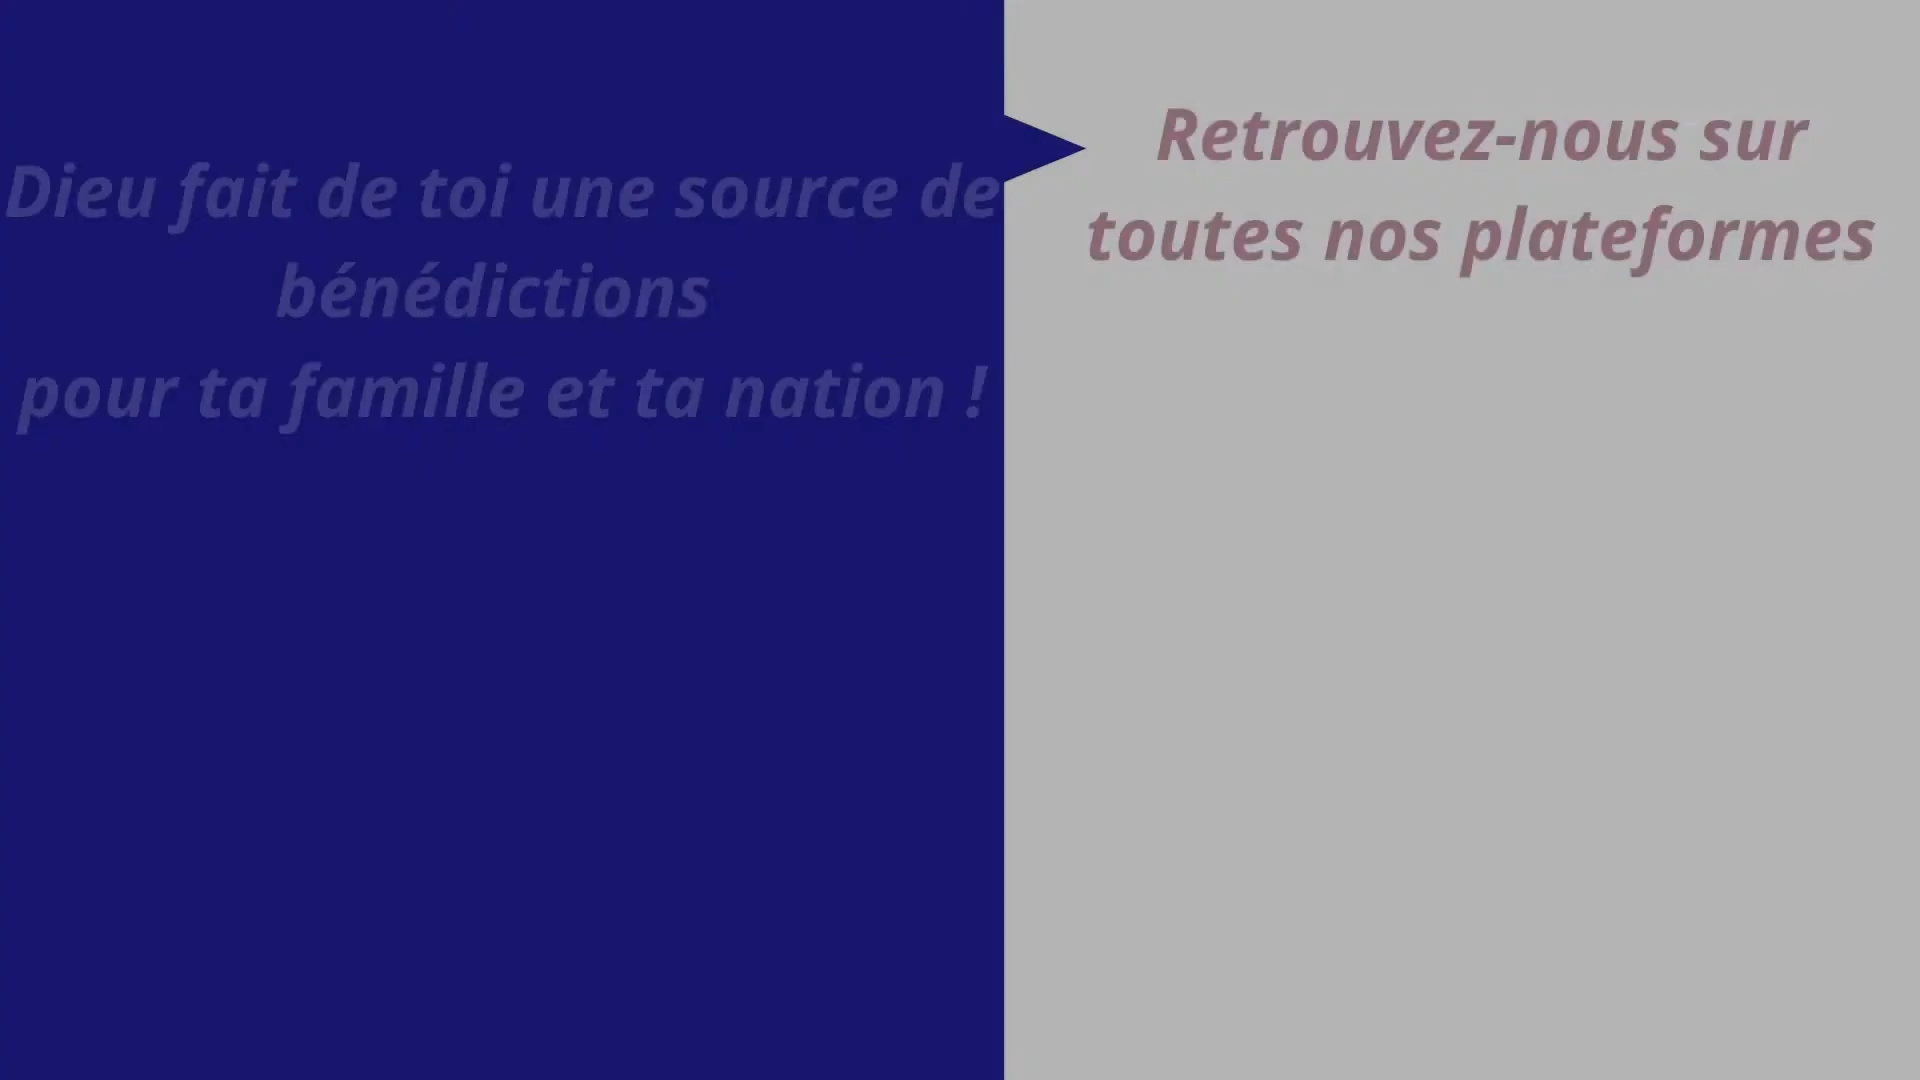 Dieu fait de toi une source de
bénédictions
pour ta famille et ta nation !
Retrouvez-nous sur
toutes nos plateformes